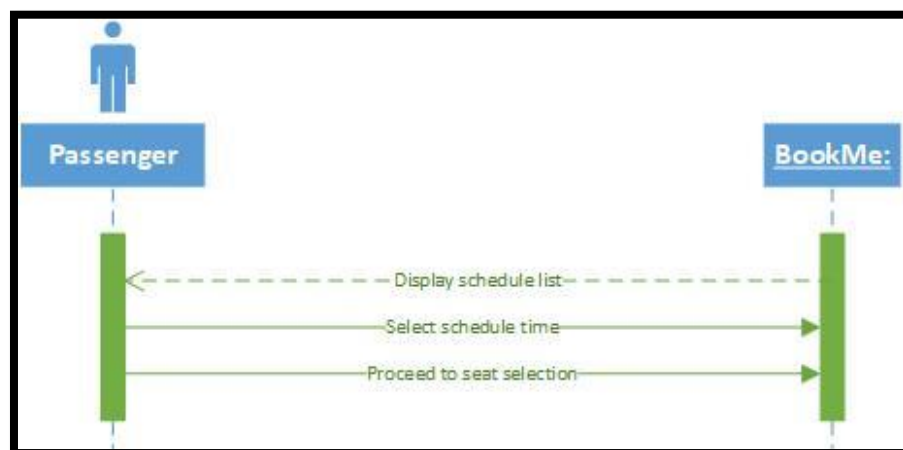 Passenger
BookMe:
Display schedule list
Select schedule time
Proceed to seat selection